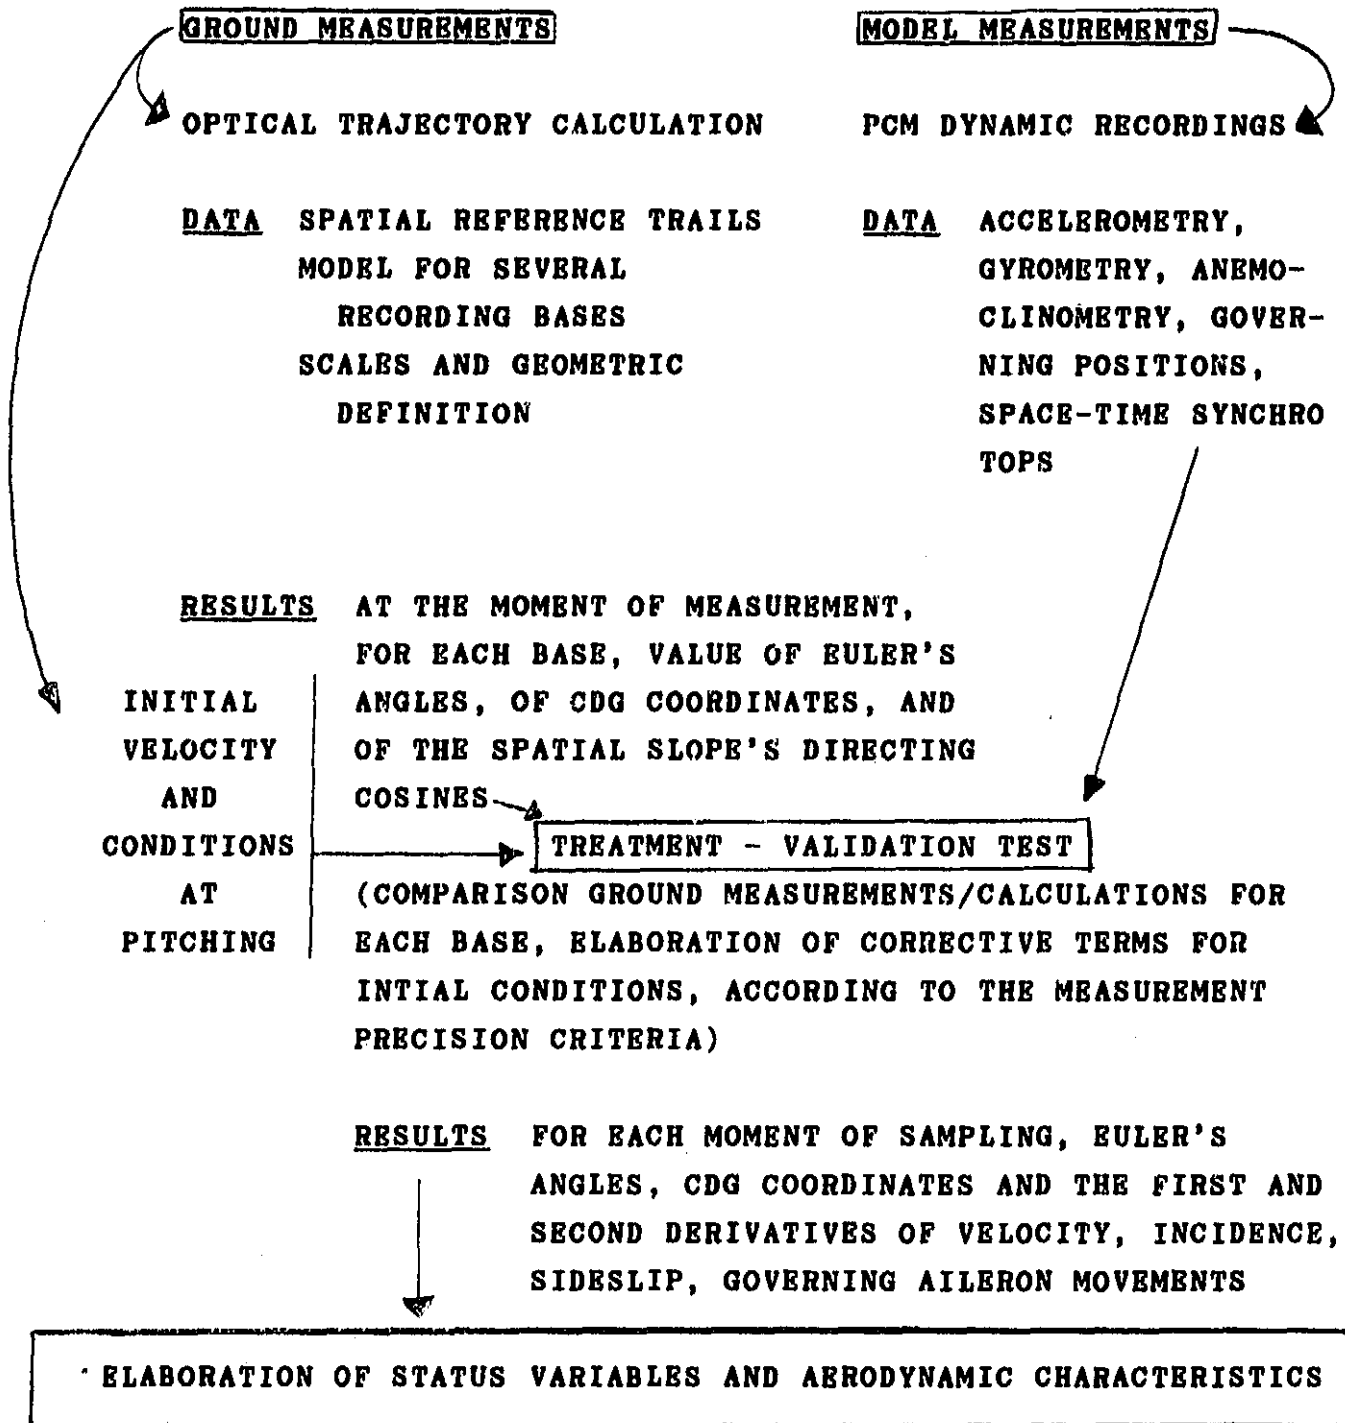 GROUND MEASUREMENTS
OPTICAL TRAJECTORY CALCULATION
DATA SPATIAL REFERENCE TRAILS
MODEL FOR SEVERAL
RECORDING BASES
SCALES AND GEOMETRIC
DEFINITION
MODEL MEASUREMENTS
PCM DYNAMIC RECORDINGS
DATA ACCELEROMETRY,
GYROMETRY, ANEMO-
CLINOMETRY, GOVER-
NING POSITIONS,
SPACE-TIME SYNCHRO
TOPS
INITIAL
VELOCITY
AND
CONDITIONS
AT
PITCHING
RESULTS AT THE MOMENT OF MEASUREMENT,
FOR EACH BASE, VALUE OF EULER'S
ANGLES, OF CDG COORDINATES, AND
OF THE SPATIAL SLOPE'S DIRECTING
COSINES
TREATMENT - VALIDATION TEST
(COMPARISON GROUND MEASUREMENTS/CALCULATIONS FOR
EACH BASE, ELABORATION OF CORRECTIVE TERMS FOR
INTIAL CONDITIONS, ACCORDING TO THE MEASUREMENT
PRECISION CRITERIA)
RESULTS FOR EACH MOMENT OF SAMPLING, EULER'S
ANGLES, CDG COORDINATES AND THE FIRST AND
SECOND DERIVATIVES OF VELOCITY, INCIDENCE,
SIDESLIP, GOVERNING AILERON MOVEMENTS
ELABORATION OF STATUS VARIABLES AND AERODYNAMIC CHARACTERISTICS